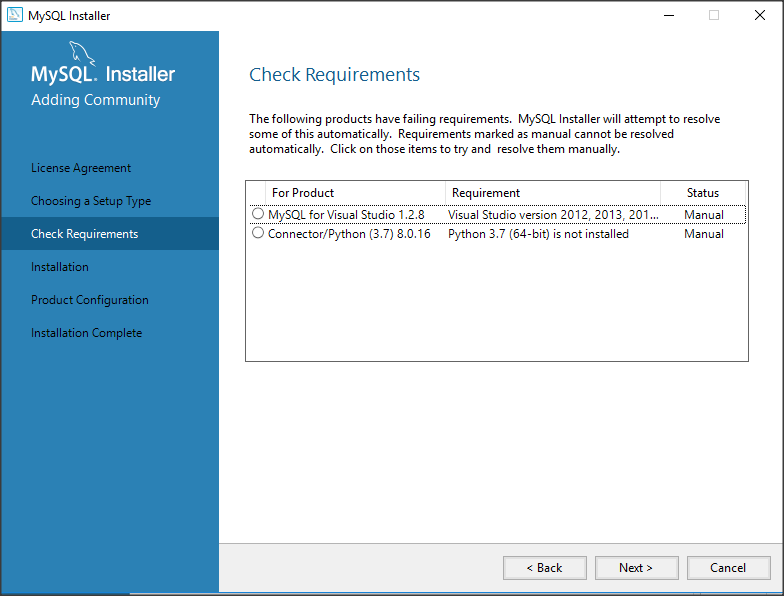 MySQL Installer
MySQL. Installer
Adding Community
License Agreement
Choosing a Setup Type
Check Requirements
Installation
Product Configuration
Installation Complete
Check Requirements
The following products have failing requirements. MySQL Installer will attempt to resolve
some of this automatically. Requirements marked as manual cannot be resolved
automatically. Click on those items to try and resolve them manually.
For Product Requirement Status
MySQL for Visual Studio 1.2.8 Visual Studio version 2012, 2013, 201... Manual
Connector/Python (3.7) 8.0.16 Python 3.7 (64-bit) is not installed Manual
< Back Next > Cancel